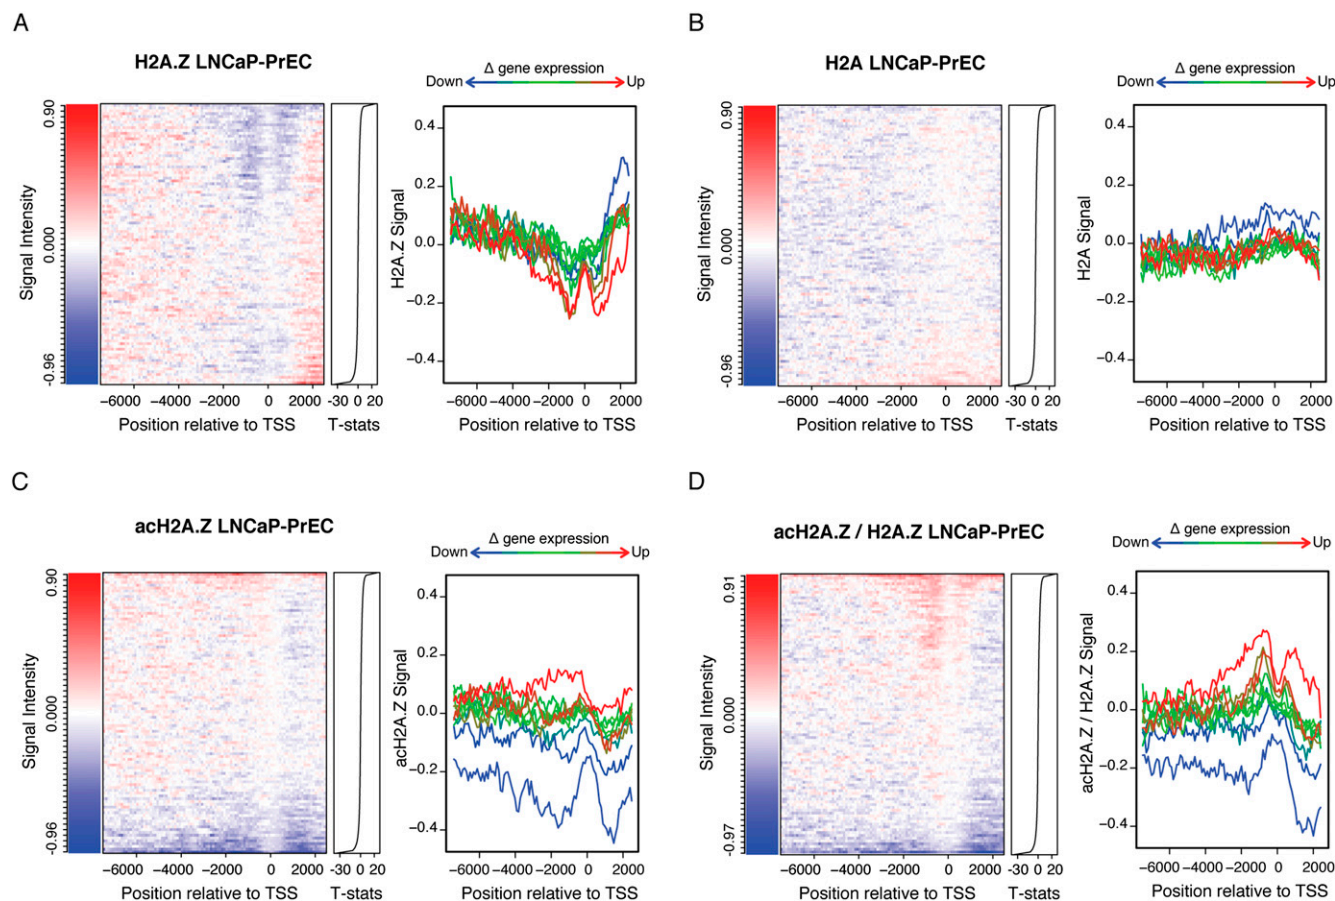 A
H2A.Z LNCaP-PrEC
Δ gene expression
Down
Up
Signal Intensity
0.90
0.000
-0.96
−6000 −4000 −2000 0 2000
Position relative to TSS
-30 0 20
T-stats
H2A.Z Signal
0.4
0.2
0.0
−0.2
−0.4
−6000 −4000 −2000 0 2000
Position relative to TSS
B
H2A LNCaP-PrEC
Δ gene expression
Down
Up
Signal Intensity
0.90
0.000
-0.96
−6000 −4000 −2000 0 2000
Position relative to TSS
-30 0 20
T-stats
H2A Signal
0.4
0.2
0.0
−0.2
−0.4
−6000 −4000 −2000 0 2000
Position relative to TSS
C
acH2A.Z LNCaP-PrEC
Δ gene expression
Down
Up
Signal Intensity
0.90
0.000
-0.96
−6000 −4000 −2000 0 2000
Position relative to TSS
-30 0 20
T-stats
acH2A.Z Signal
0.4
0.2
0.0
−0.2
−0.4
−6000 −4000 −2000 0 2000
Position relative to TSS
D
acH2A.Z / H2A.Z LNCaP-PrEC
Δ gene expression
Down
Up
Signal Intensity
0.91
0.000
-0.97
−6000 −4000 −2000 0 2000
Position relative to TSS
-30 0 20
T-stats
acH2A.Z / H2A.Z Signal
0.4
0.2
0.0
−0.2
−0.4
−6000 −4000 −2000 0 2000
Position relative to TSS